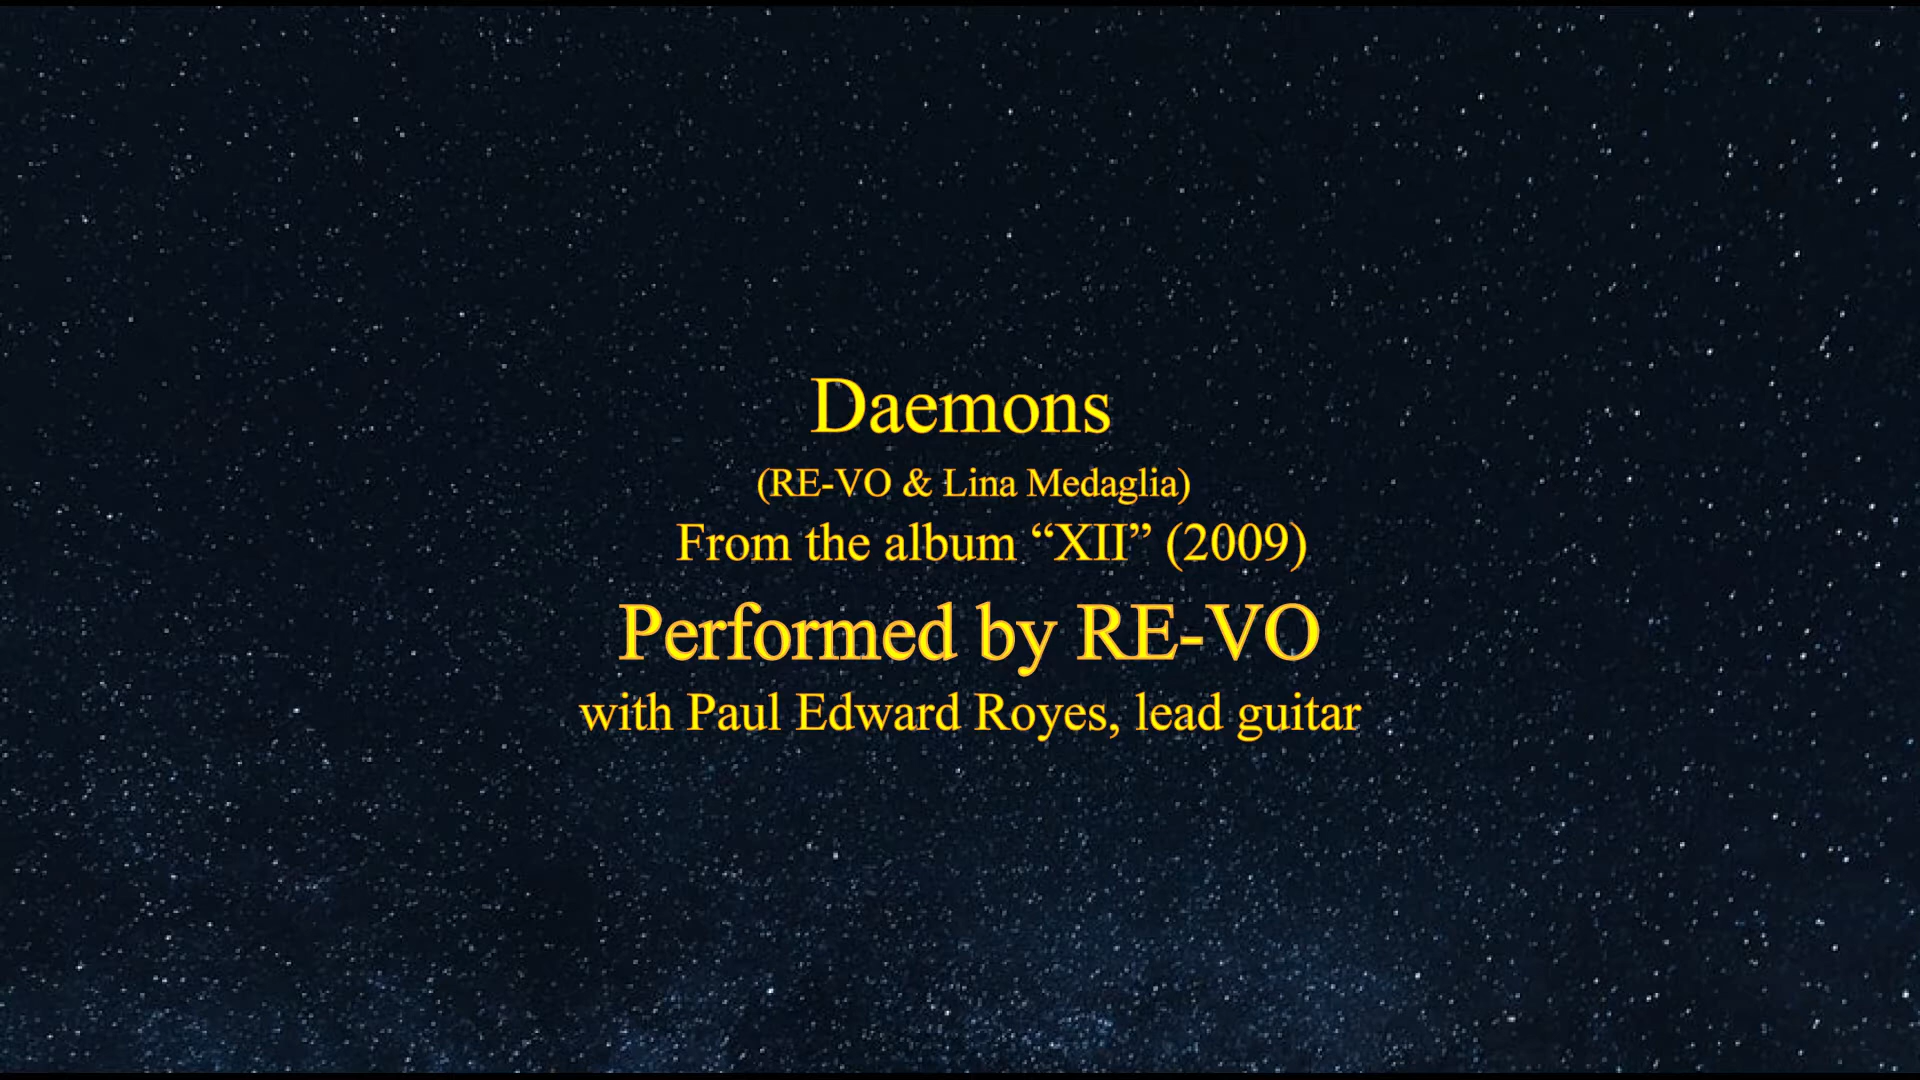 Daemons
(RE-VO & Lina Medaglia)
From the album “XII” (2009)
Performed by RE-VO
with Paul Edward Royes, lead guitar